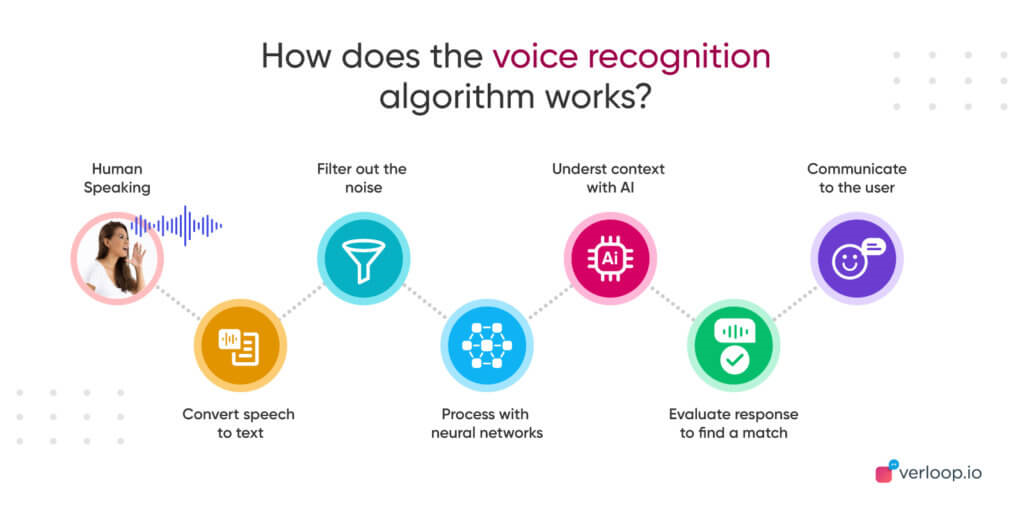 How does the voice recognition
algorithm works?
Human
Speaking
Convert speech
to text
Filter out the
noise
Process with
neural networks
Underst context
with AI
Ai
Evaluate response
to find a match
Communicate
to the user
verloop.io